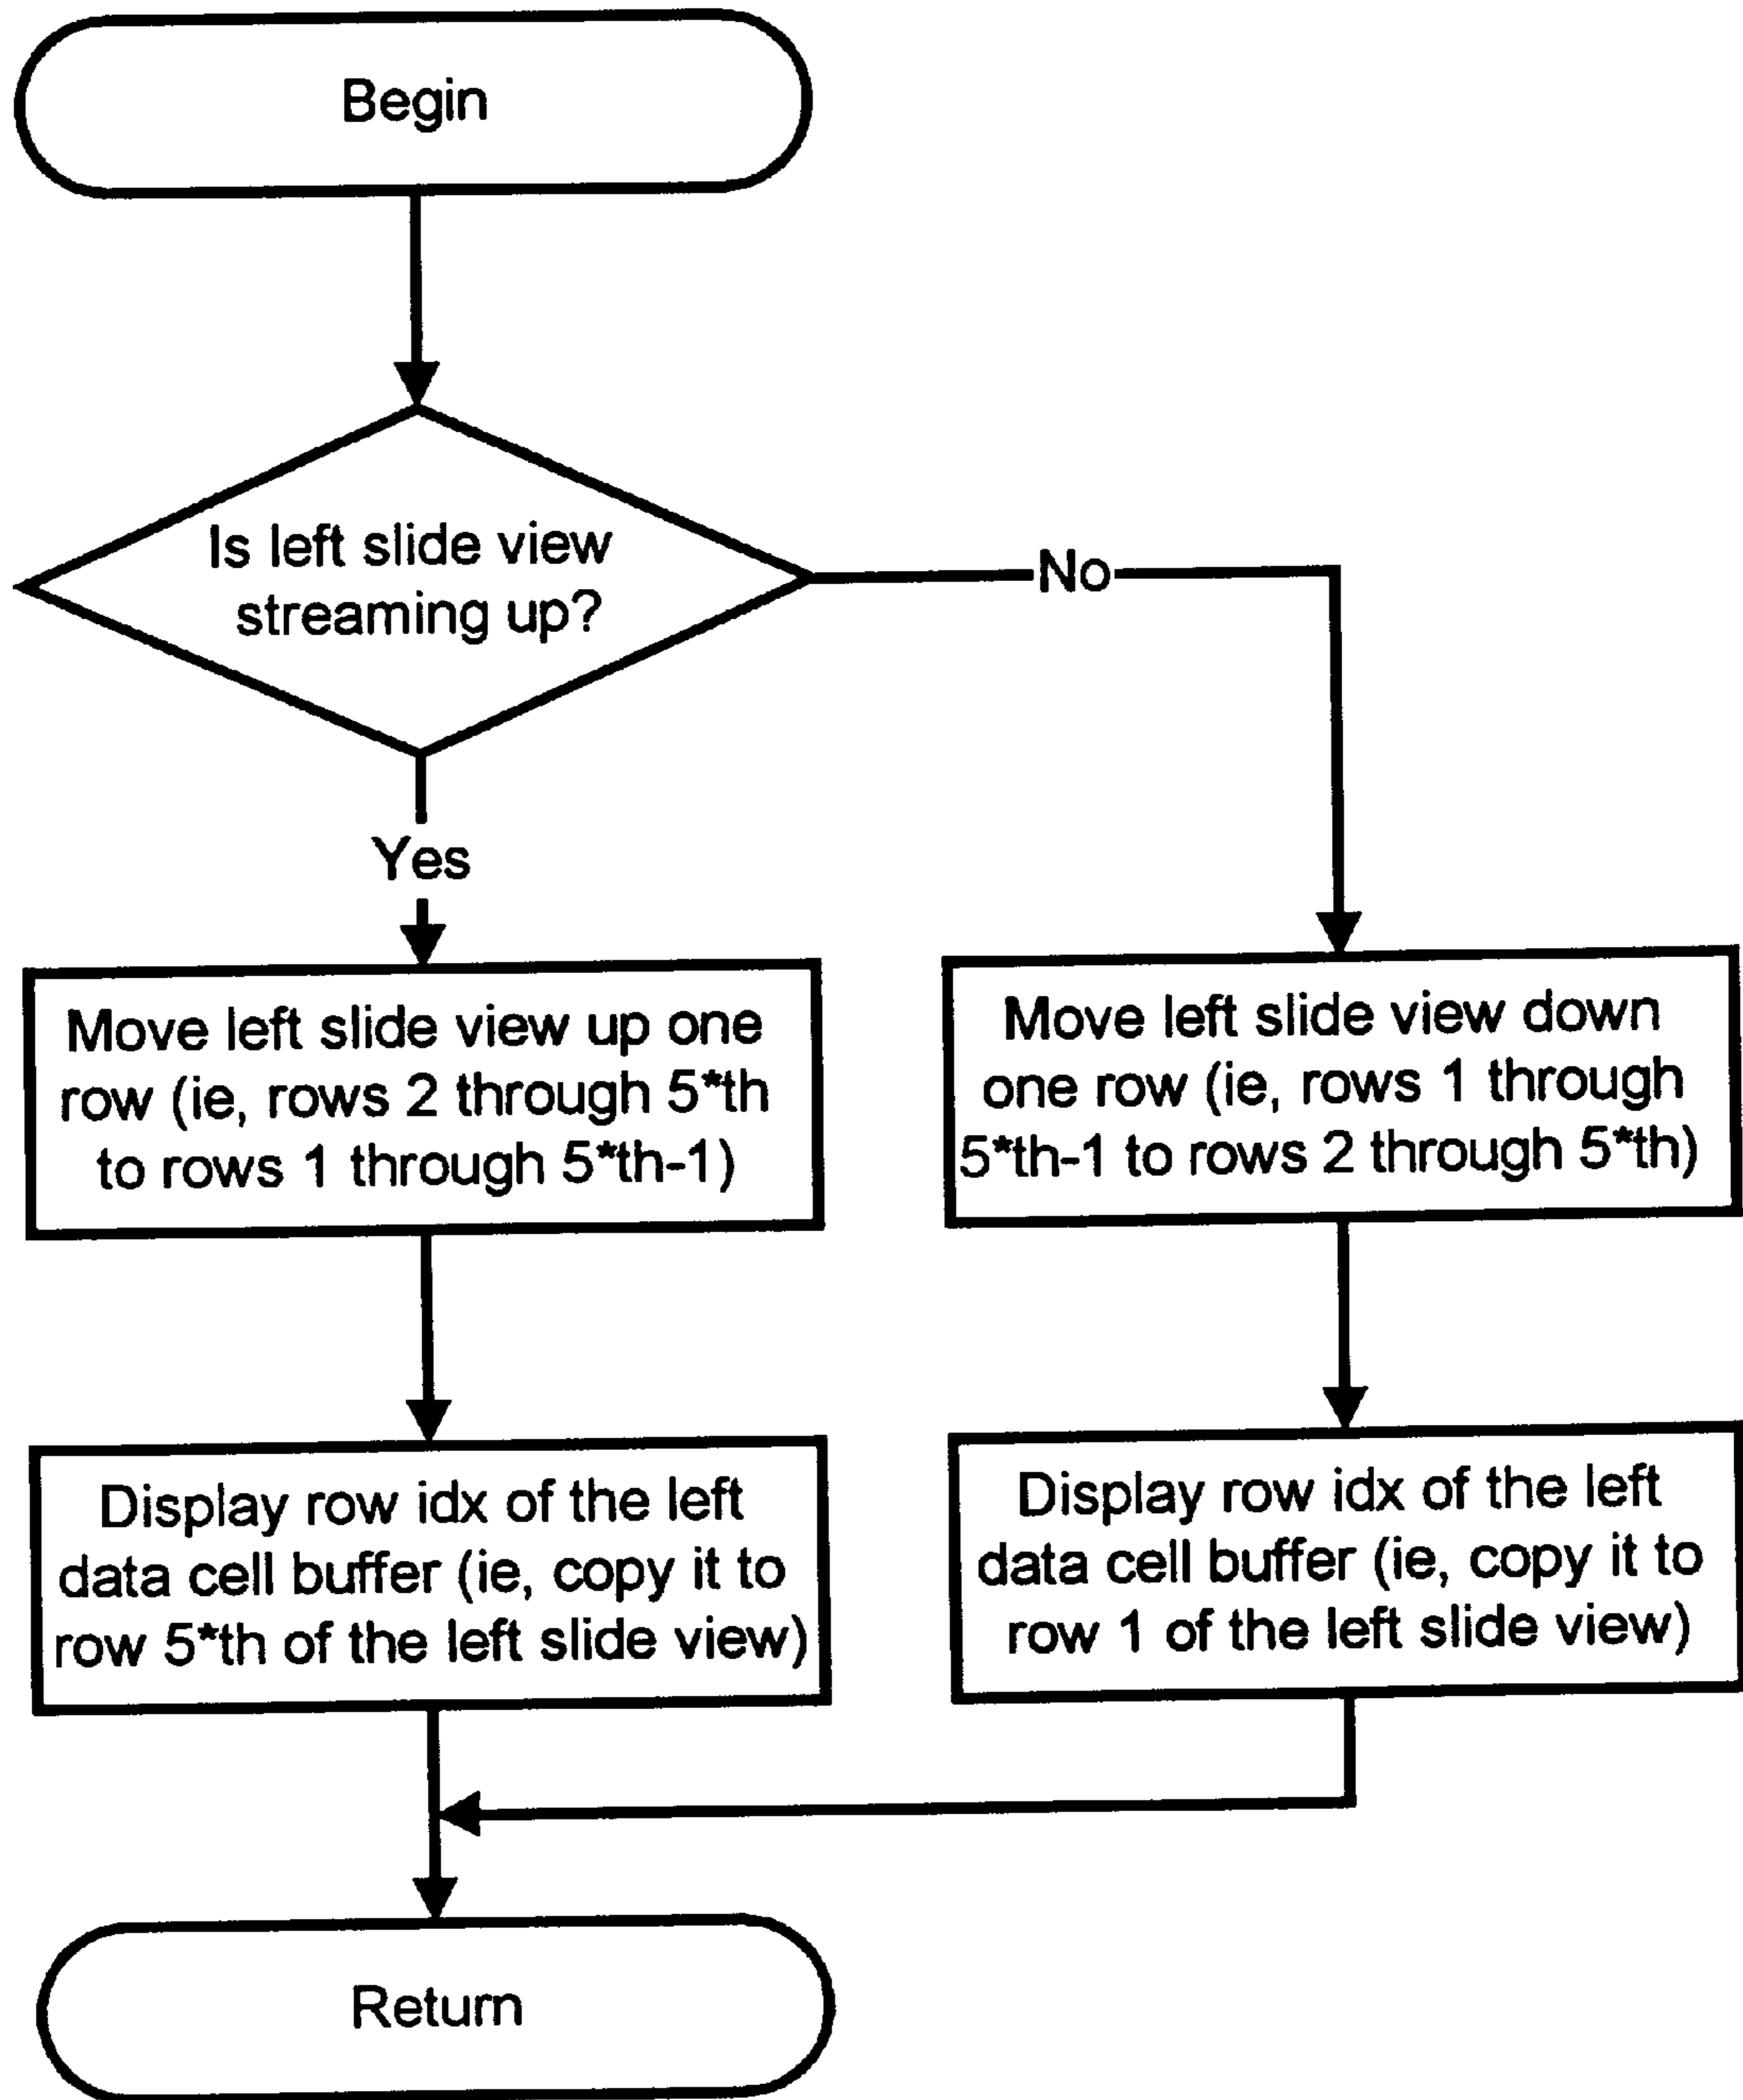 Begin
Is left slide view
streaming up?
No
Yes
Move left slide view up one
row (ie, rows 2 through 5*th
to rows 1 through 5*th-1)
Move left slide view down
one row (ie, rows 1 through
5*th-1 to rows 2 through 5*th)
Display row idx of the left
data cell buffer (ie, copy it to
row 5*th of the left slide view)
Display row idx of the left
data cell buffer (ie, copy it to
row 1 of the left slide view)
Return